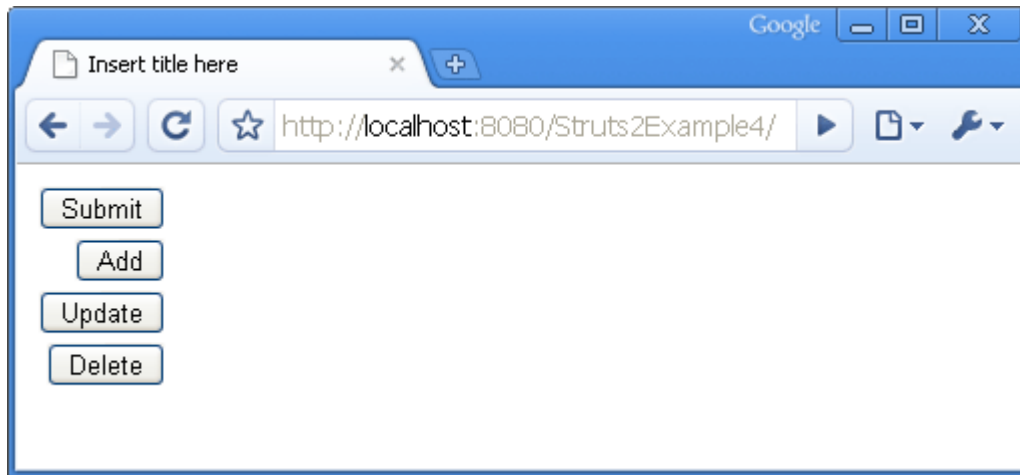 Google
Insert title here
http://localhost:8080/Struts2Example4/
Submit
Add
Update
Delete